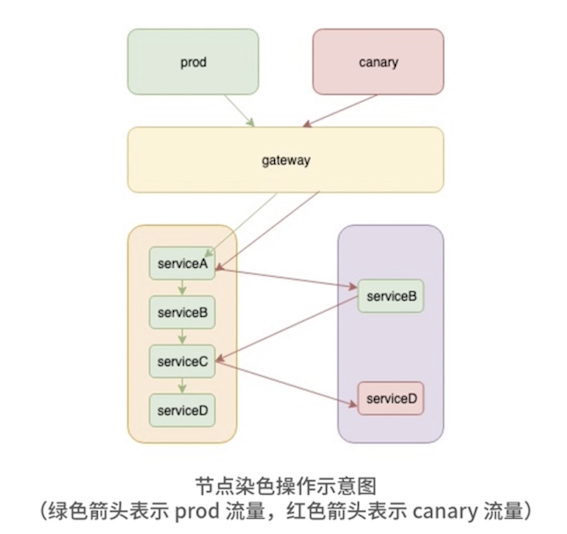 prod
canary
gateway
serviceA
serviceB
serviceC
serviceD
serviceB
serviceD
节点染色操作示意图
（绿色箭头表示 prod 流量，红色箭头表示 canary 流量）